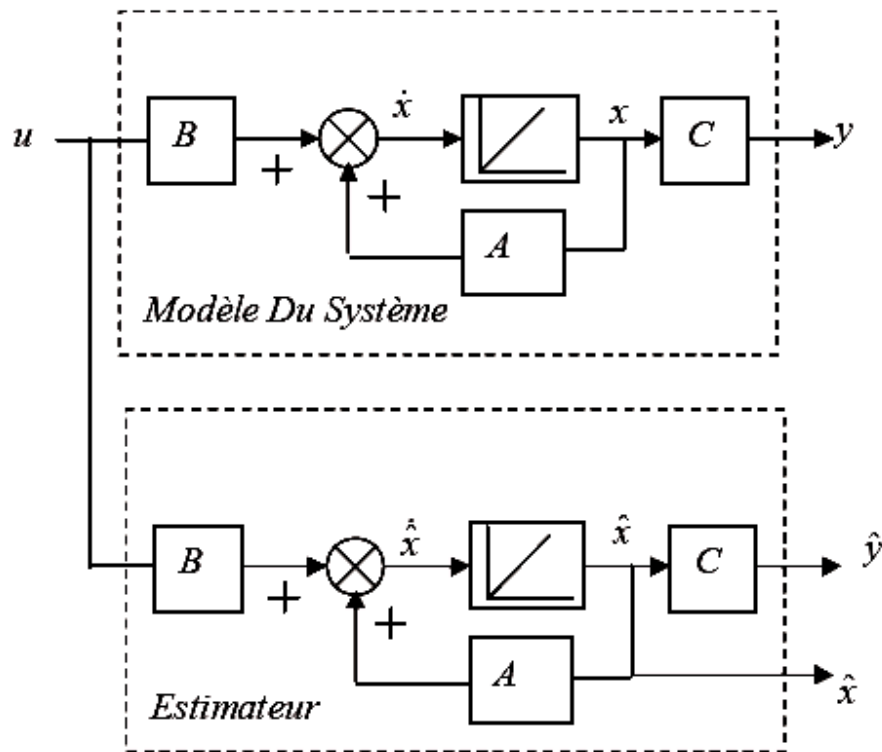 u B + ẋ + x C y
A
Modèle Du Système
B + x̂̇ + x̂ C ŷ
A x̂
Estimateur